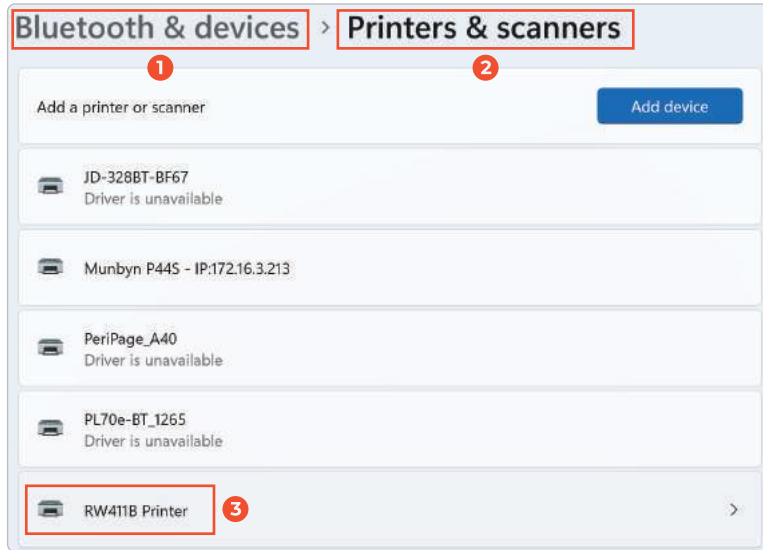 Bluetooth & devices > Printers & scanners
1 2
Add a printer or scanner Add device
JD-328BT-BF67
Driver is unavailable
Munbyn P44S - IP:172.16.3.213
PeriPage_A40
Driver is unavailable
PL70e-BT_1265
Driver is unavailable
RW411B Printer 3